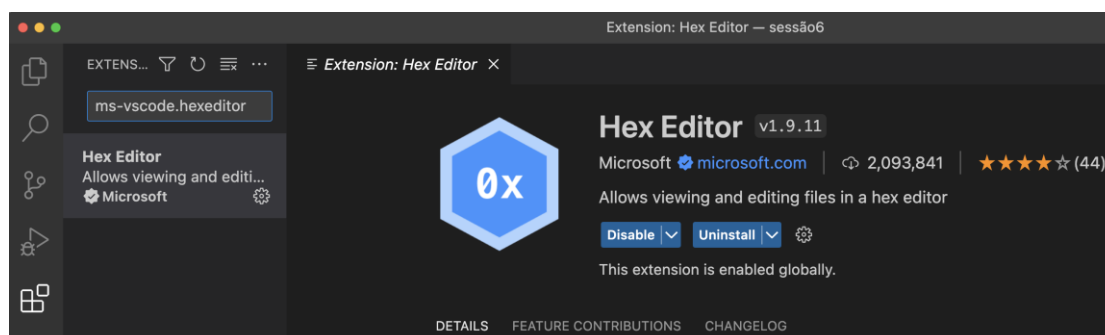 Extension: Hex Editor — sessão6
EXTENS...
Extension: Hex Editor
ms-vscode.hexeditor
Hex Editor
Allows viewing and editi...
Microsoft
0x
Hex Editor v1.9.11
Microsoft microsoft.com 2,093,841 (44)
Allows viewing and editing files in a hex editor
Disable Uninstall
This extension is enabled globally.
DETAILS FEATURE CONTRIBUTIONS CHANGELOG